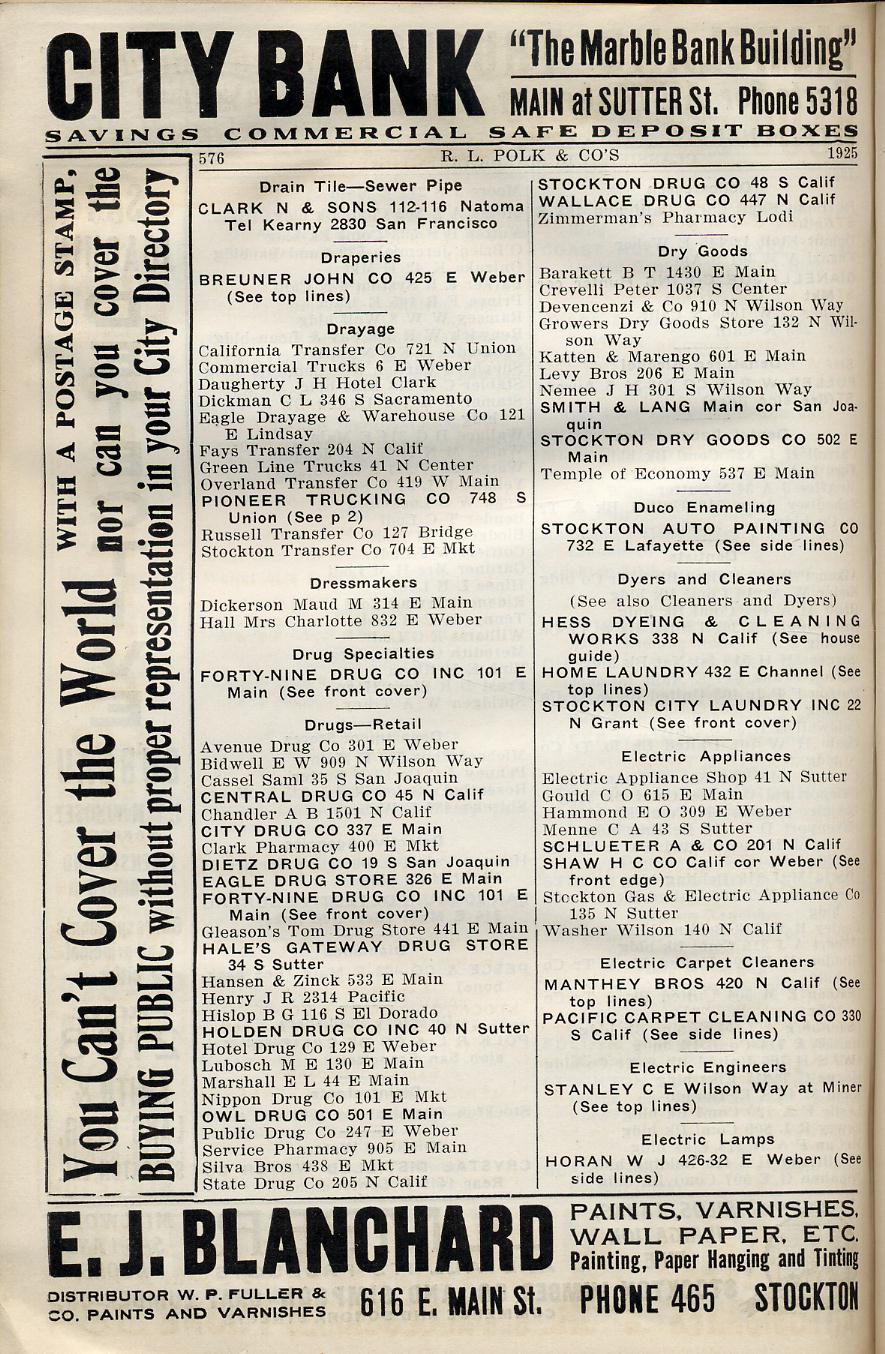 CITY BANK
"The Marble Bank Building"
MAIN at SUTTER St. Phone 5318
SAVINGS COMMERCIAL SAFE DEPOSIT BOXES
You Can't Cover the World WITH A POSTAGE STAMP, nor can you cover the
BUYING PUBLIC without proper representation in your City Directory
576 R. L. POLK & CO'S 1925
Drain Tile—Sewer Pipe
CLARK N & SONS 112-116 Natoma
Tel Kearny 2830 San Francisco
Draperies
BREUNER JOHN CO 425 E Weber
(See top lines)
Drayage
California Transfer Co 721 N Union
Commercial Trucks 6 E Weber
Daugherty J H Hotel Clark
Dickman C L 346 S Sacramento
Eagle Drayage & Warehouse Co 121
E Lindsay
Fays Transfer 204 N Calif
Green Line Trucks 41 N Center
Overland Transfer Co 419 W Main
PIONEER TRUCKING CO 748 S
Union (See p 2)
Russell Transfer Co 127 Bridge
Stockton Transfer Co 704 E Mkt
Dressmakers
Dickerson Maud M 314 E Main
Hall Mrs Charlotte 832 E Weber
Drug Specialties
FORTY-NINE DRUG CO INC 101 E
Main (See front cover)
Drugs—Retail
Avenue Drug Co 301 E Weber
Bidwell E W 909 N Wilson Way
Cassel Saml 35 S San Joaquin
CENTRAL DRUG CO 45 N Calif
Chandler A B 1501 N Calif
CITY DRUG CO 337 E Main
Clark Pharmacy 400 E Mkt
DIETZ DRUG CO 19 S San Joaquin
EAGLE DRUG STORE 326 E Main
FORTY-NINE DRUG CO INC 101 E
Main (See front cover)
Gleason's Tom Drug Store 441 E Main
HALE'S GATEWAY DRUG STORE
34 S Sutter
Hansen & Zinck 533 E Main
Henry J R 2314 Pacific
Hislop B G 116 S El Dorado
HOLDEN DRUG CO INC 40 N Sutter
Hotel Drug Co 129 E Weber
Lubosch M E 130 E Main
Marshall E L 44 E Main
Nippon Drug Co 101 E Mkt
OWL DRUG CO 501 E Main
Public Drug Co 247 E Weber
Service Pharmacy 905 E Main
Silva Bros 438 E Mkt
State Drug Co 205 N Calif
STOCKTON DRUG CO 48 S Calif
WALLACE DRUG CO 447 N Calif
Zimmerman's Pharmacy Lodi
Dry Goods
Barakett B T 1430 E Main
Crevelli Peter 1037 S Center
Devencenzi & Co 910 N Wilson Way
Growers Dry Goods Store 132 N Wil-
son Way
Katten & Marengo 601 E Main
Levy Bros 206 E Main
Nemee J H 301 S Wilson Way
SMITH & LANG Main cor San Joa-
quin
STOCKTON DRY GOODS CO 502 E
Main
Temple of Economy 537 E Main
Duco Enameling
STOCKTON AUTO PAINTING CO
732 E Lafayette (See side lines)
Dyers and Cleaners
(See also Cleaners and Dyers)
HESS DYEING & CLEANING
WORKS 338 N Calif (See house
guide)
HOME LAUNDRY 432 E Channel (See
top lines)
STOCKTON CITY LAUNDRY INC 22
N Grant (See front cover)
Electric Appliances
Electric Appliance Shop 41 N Sutter
Gould C O 615 E Main
Hammond E O 309 E Weber
Menne C A 43 S Sutter
SCHLUETER A & CO 201 N Calif
SHAW H C CO Calif cor Weber (See
front edge)
Stockton Gas & Electric Appliance Co
135 N Sutter
Washer Wilson 140 N Calif
Electric Carpet Cleaners
MANTHEY BROS 420 N Calif (See
top lines)
PACIFIC CARPET CLEANING CO 330
S Calif (See side lines)
Electric Engineers
STANLEY C E Wilson Way at Miner
(See top lines)
Electric Lamps
HORAN W J 426-32 E Weber (See
side lines)
E. J. BLANCHARD
PAINTS, VARNISHES,
WALL PAPER, ETC.
Painting, Paper Hanging and Tinting
DISTRIBUTOR W. P. FULLER &
CO. PAINTS AND VARNISHES
616 E. MAIN St. PHONE 465 STOCKTON